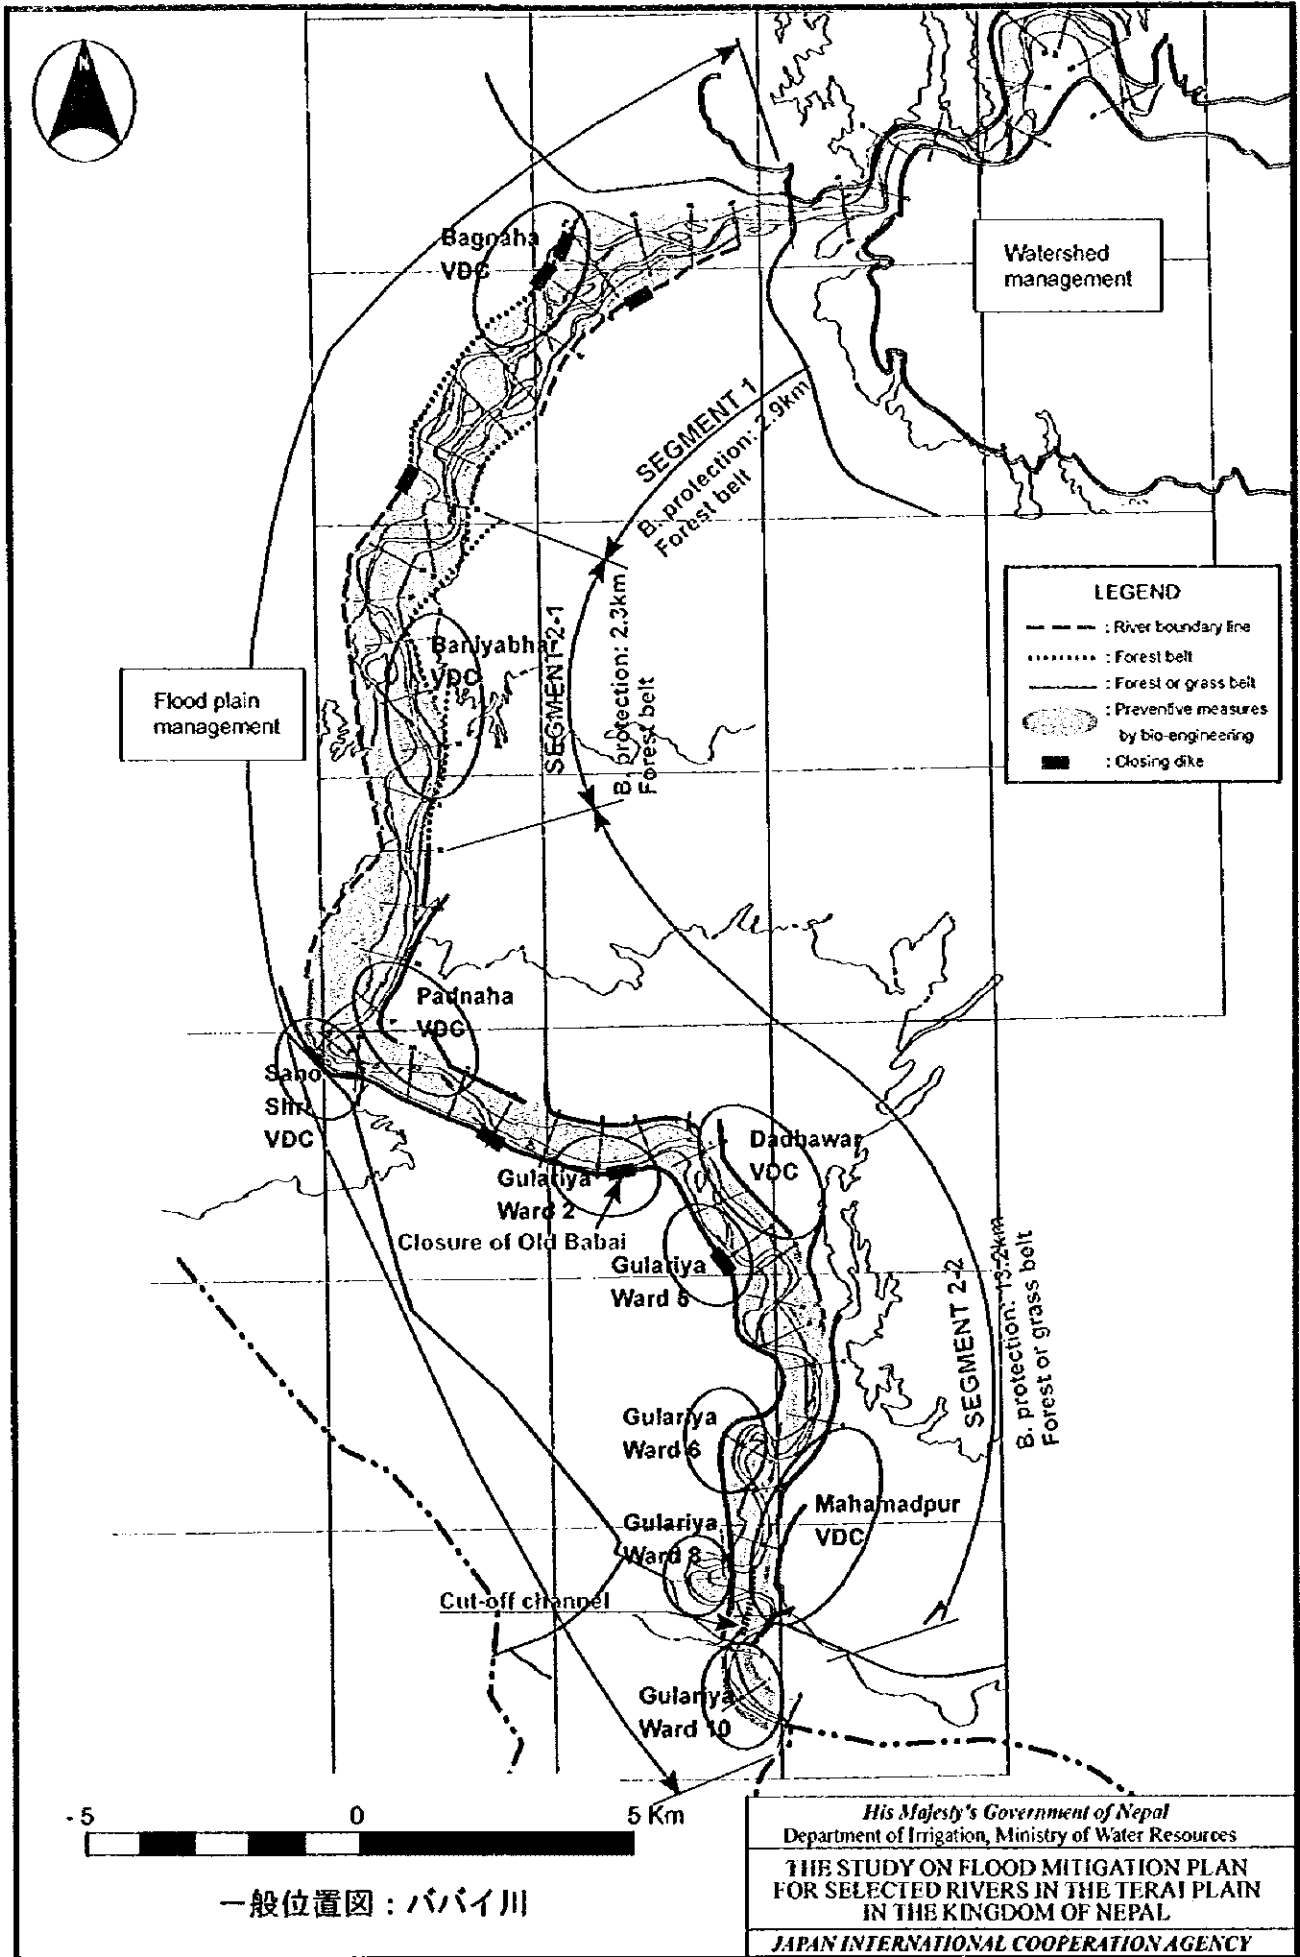 N
Bagnaha
VDC
Watershed
management
SEGMENT 1
B. protection: 2.9km
Forest belt
LEGEND
: River boundary line
: Forest belt
: Forest or grass belt
: Preventive measures
by bio-engineering
: Closing dike
Baniyabhar
VDC
SEGMENT 2-1
B. protection: 2.3km
Forest belt
Flood plain
management
Padnaha
VDC
Saho
Shri
VDC
Dadhawar
VDC
Gulariya
Ward 2
Closure of Old Babai
Gulariya
Ward 5
SEGMENT 2-2
B. protection: 13.2km
Forest or grass belt
Gulariya
Ward 6
Mahamadpur
VDC
Gulariya
Ward 8
Cut-off channel
Gulariya
Ward 10
- 5 0 5 Km
一般位置図：ババイ川
His Majesty's Government of Nepal
Department of Irrigation, Ministry of Water Resources
THE STUDY ON FLOOD MITIGATION PLAN
FOR SELECTED RIVERS IN THE TERAI PLAIN
IN THE KINGDOM OF NEPAL
JAPAN INTERNATIONAL COOPERATION AGENCY